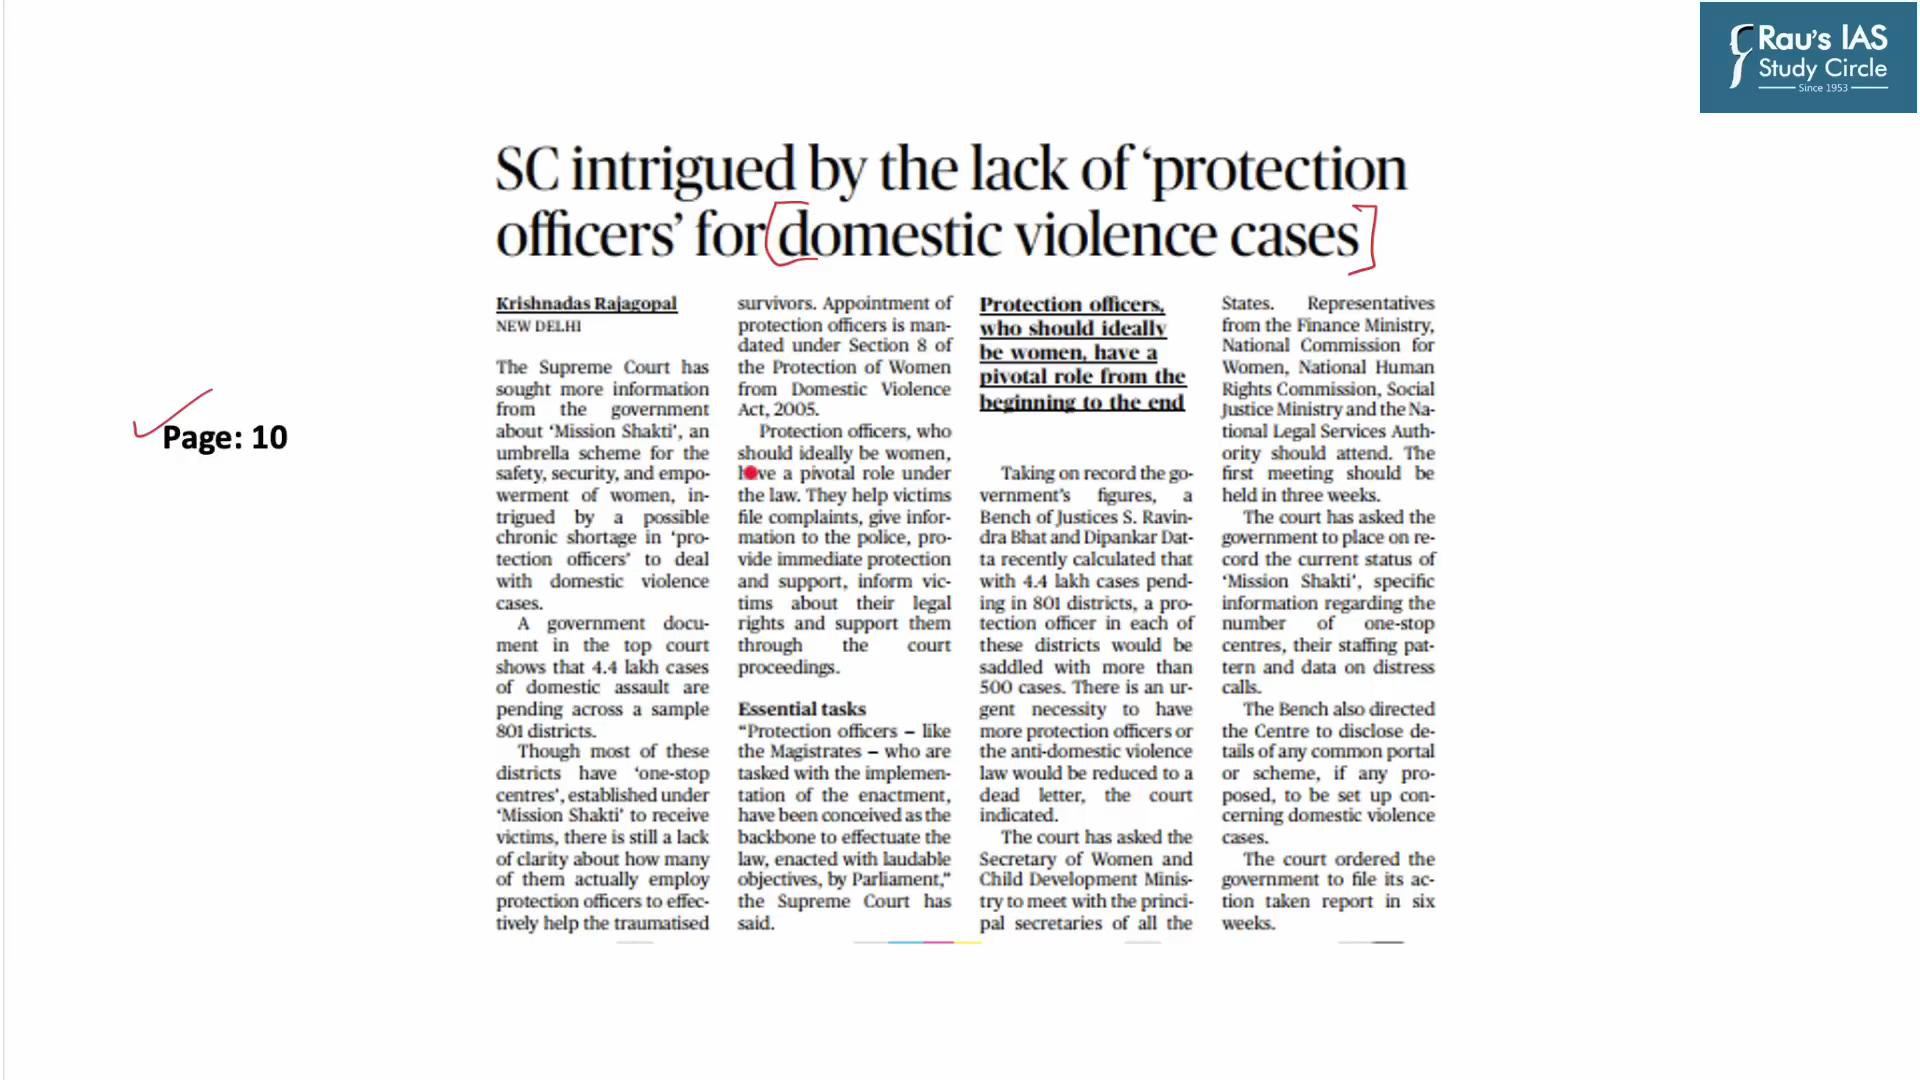 Rau's IAS
Study Circle
Since 1953
SC intrigued by the lack of ‘protection
officers’ for domestic violence cases
Page: 10
Krishnadas Rajagopal
NEW DELHI
The Supreme Court has
sought more information
from the government
about ‘Mission Shakti’, an
umbrella scheme for the
safety, security, and empo-
werment of women, in-
trigued by a possible
chronic shortage in ‘pro-
tection officers’ to deal
with domestic violence
cases.
A government docu-
ment in the top court
shows that 4.4 lakh cases
of domestic assault are
pending across a sample
801 districts.
Though most of these
districts have ‘one-stop
centres’, established under
‘Mission Shakti’ to receive
victims, there is still a lack
of clarity about how many
of them actually employ
protection officers to effec-
tively help the traumatised
survivors. Appointment of
protection officers is man-
dated under Section 8 of
the Protection of Women
from Domestic Violence
Act, 2005.
Protection officers, who
should ideally be women,
have a pivotal role under
the law. They help victims
file complaints, give infor-
mation to the police, pro-
vide immediate protection
and support, inform vic-
tims about their legal
rights and support them
through the court
proceedings.
Essential tasks
“Protection officers – like
the Magistrates – who are
tasked with the implemen-
tation of the enactment,
have been conceived as the
backbone to effectuate the
law, enacted with laudable
objectives, by Parliament,”
the Supreme Court has
said.
Protection officers,
who should ideally
be women, have a
pivotal role from the
beginning to the end
Taking on record the go-
vernment’s figures, a
Bench of Justices S. Ravin-
dra Bhat and Dipankar Dat-
ta recently calculated that
with 4.4 lakh cases pend-
ing in 801 districts, a pro-
tection officer in each of
these districts would be
saddled with more than
500 cases. There is an ur-
gent necessity to have
more protection officers or
the anti-domestic violence
law would be reduced to a
dead letter, the court
indicated.
The court has asked the
Secretary of Women and
Child Development Minis-
try to meet with the princi-
pal secretaries of all the
States. Representatives
from the Finance Ministry,
National Commission for
Women, National Human
Rights Commission, Social
Justice Ministry and the Na-
tional Legal Services Auth-
ority should attend. The
first meeting should be
held in three weeks.
The court has asked the
government to place on re-
cord the current status of
‘Mission Shakti’, specific
information regarding the
number of one-stop
centres, their staffing pat-
tern and data on distress
calls.
The Bench also directed
the Centre to disclose de-
tails of any common portal
or scheme, if any pro-
posed, to be set up con-
cerning domestic violence
cases.
The court ordered the
government to file its ac-
tion taken report in six
weeks.